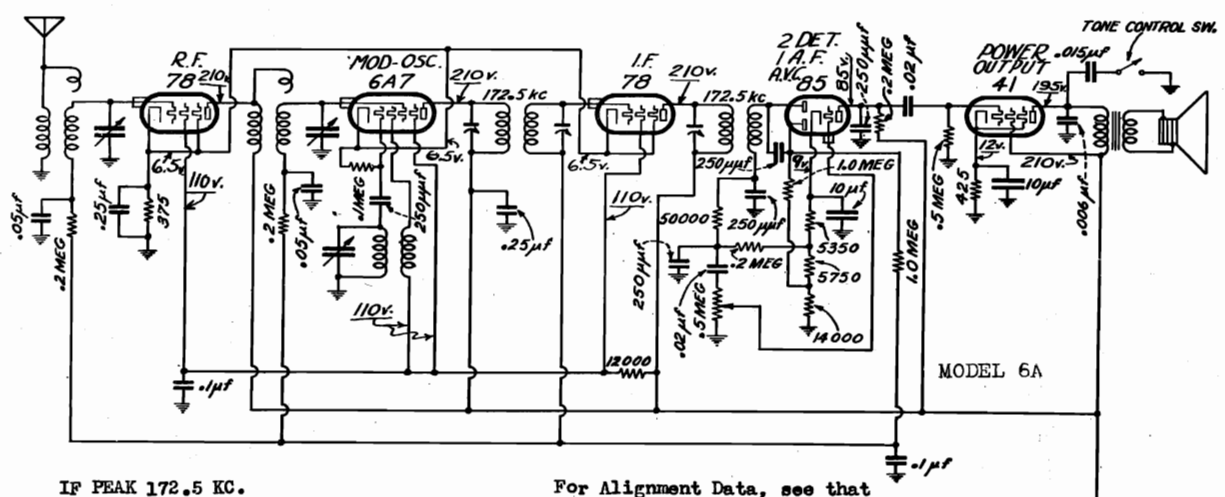 TONE CONTROL SW.
R.F.
78
210v.
MOD-OSC.
6A7
210v.
172.5 kc
I.F.
78
210v.
172.5 kc
2 DET.
1 A.F.
A.V.C.
85
85v.
250µµf
.2 MEG
.02µf
POWER
OUTPUT
41
195v.
.015µf
6.5v.
110v.
.05µf
.2 MEG
.25µf
375
.2 MEG
.05µf
.1MEG
250µµf
6.5v.
.25µf
110v.
6.5v.
110v.
12000
250µµf
9v.
1.0 MEG
50000
250µµf
10µf
250µµf
.2 MEG
5350
5750
14000
.02µf
.5 MEG
.5 MEG
12v.
425
10µf
210v.
.006µf
1.0 MEG
.1µf
.1µf
MODEL 6A
IF PEAK 172.5 KC.
For Alignment Data, see that